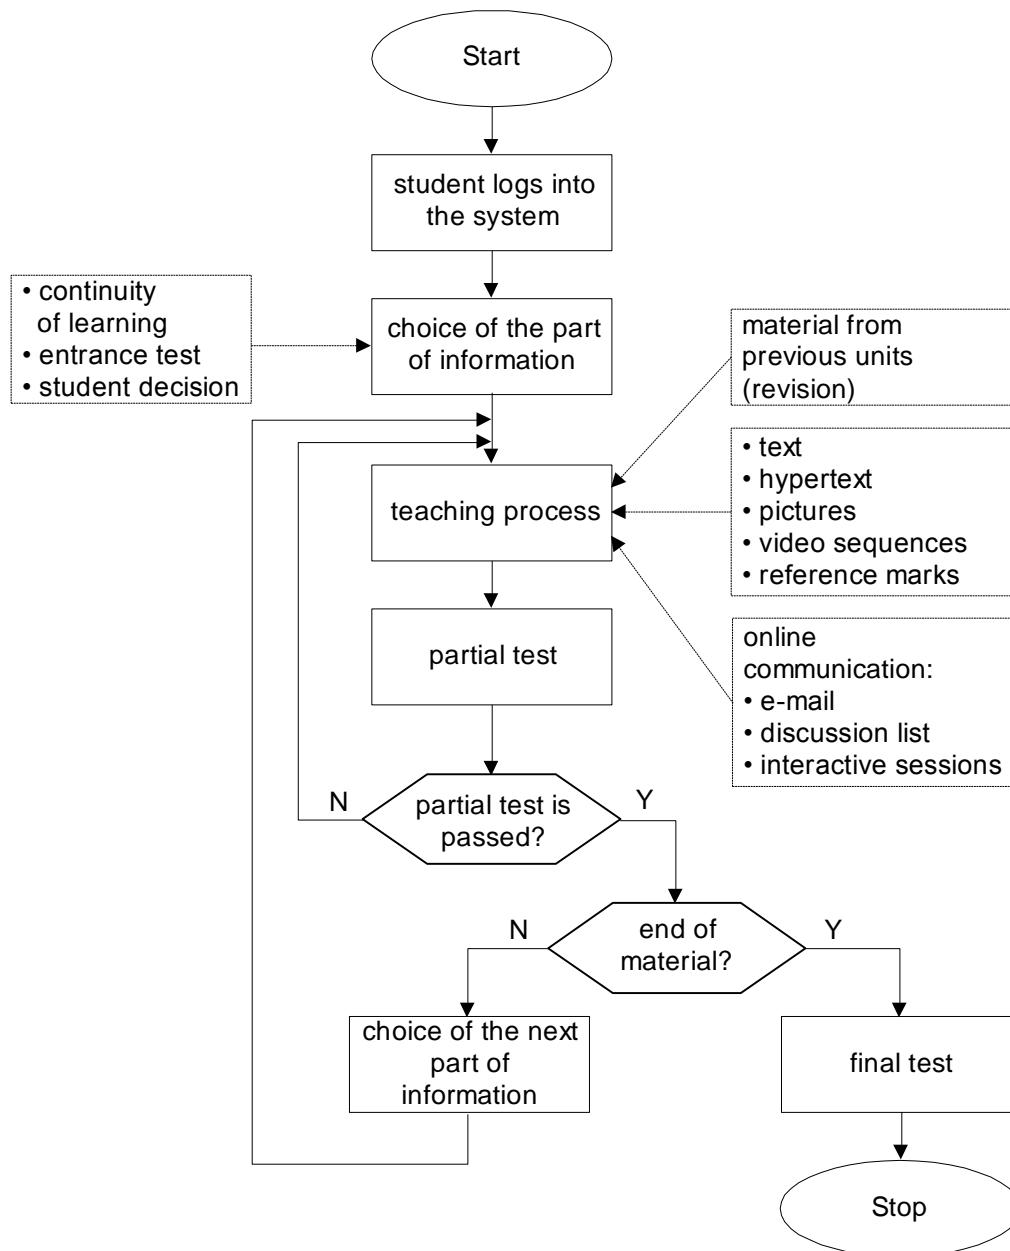 Start
student logs into
the system
• continuity
of learning
• entrance test
• student decision
choice of the part
of information
material from
previous units
(revision)
teaching process
• text
• hypertext
• pictures
• video sequences
• reference marks
partial test
online
communication:
• e-mail
• discussion list
• interactive sessions
N
partial test is
passed?
Y
N
end of
material?
Y
choice of the next
part of
information
final test
Stop